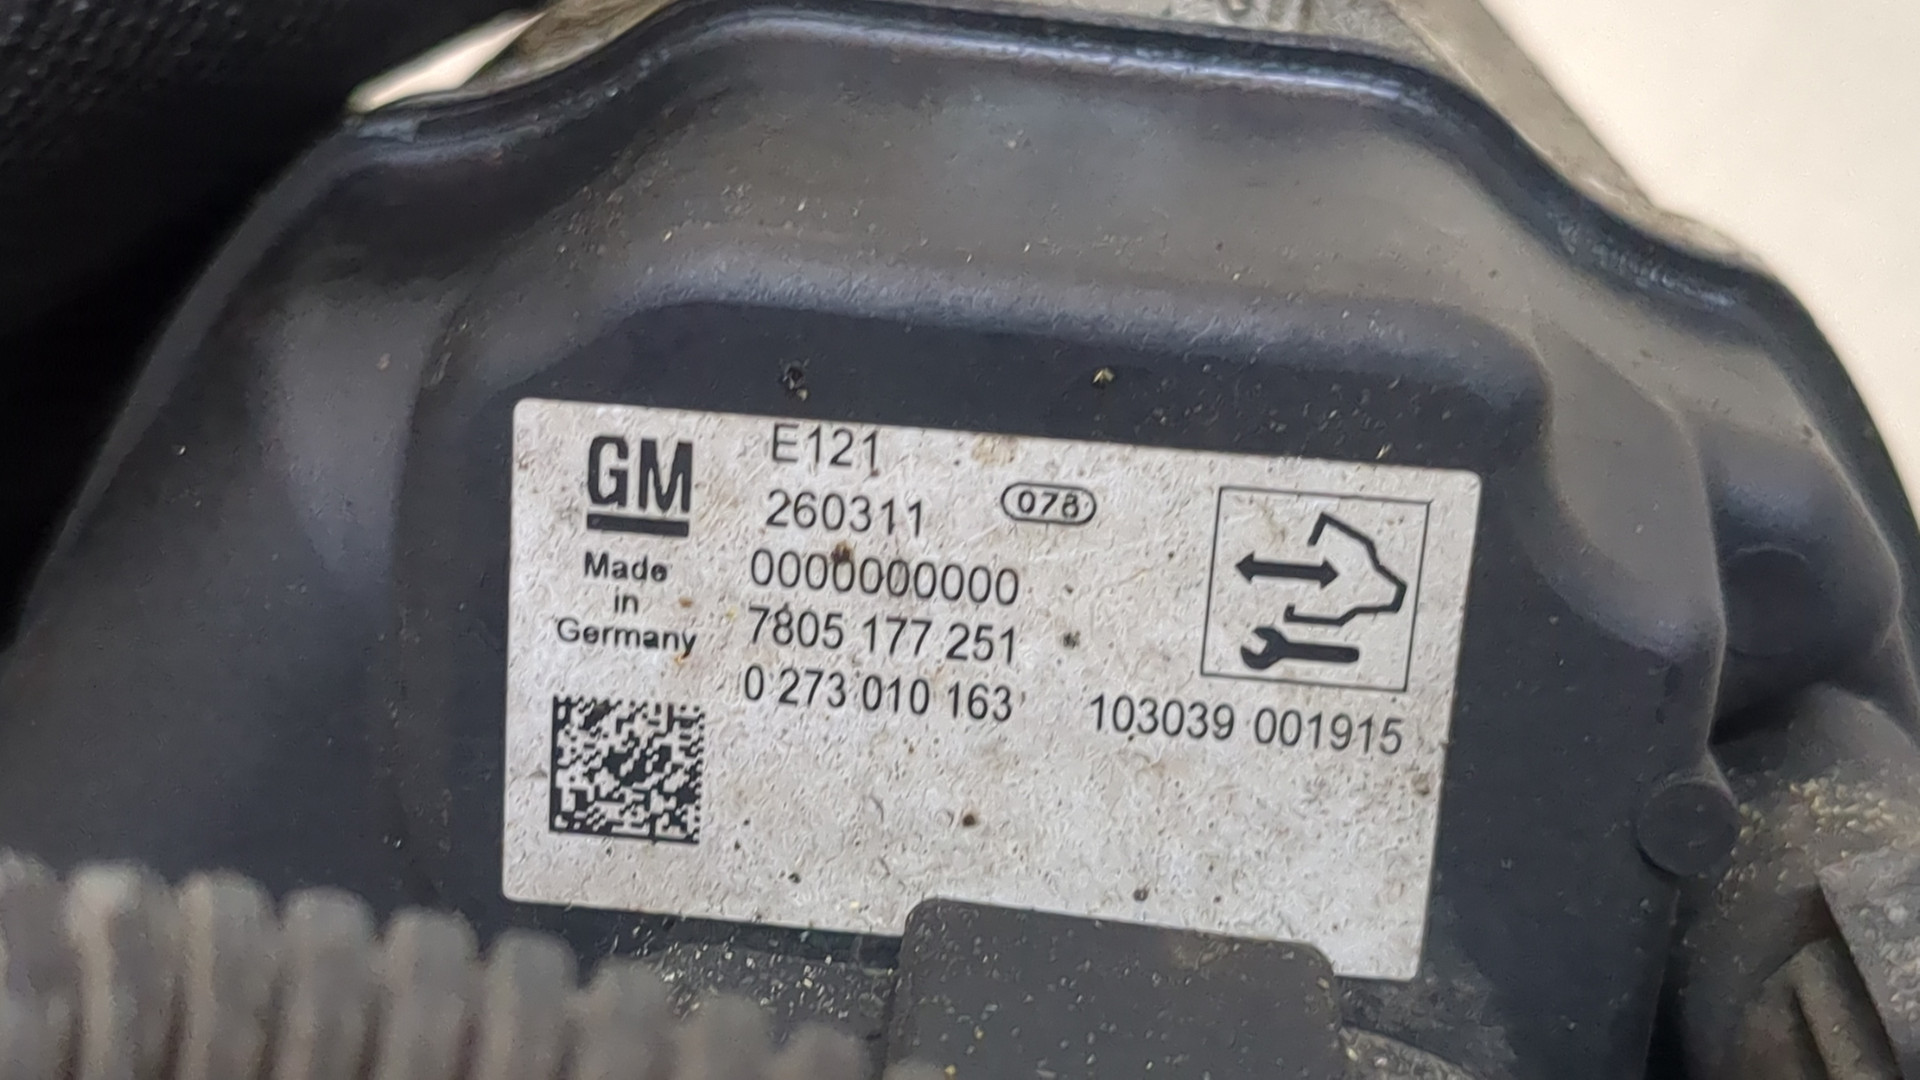 GM
Made
in
Germany
E121
260311
078
0000000000
7805 177 251
0 273 010 163
103039 001915